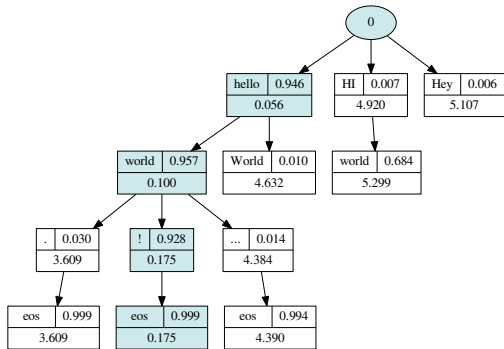 0
hello 0.946
0.056
HI 0.007
4.920
Hey 0.006
5.107
world 0.957
0.100
World 0.010
4.632
world 0.684
5.299
. 0.030
3.609
! 0.928
0.175
... 0.014
4.384
eos 0.999
3.609
eos 0.999
0.175
eos 0.994
4.390